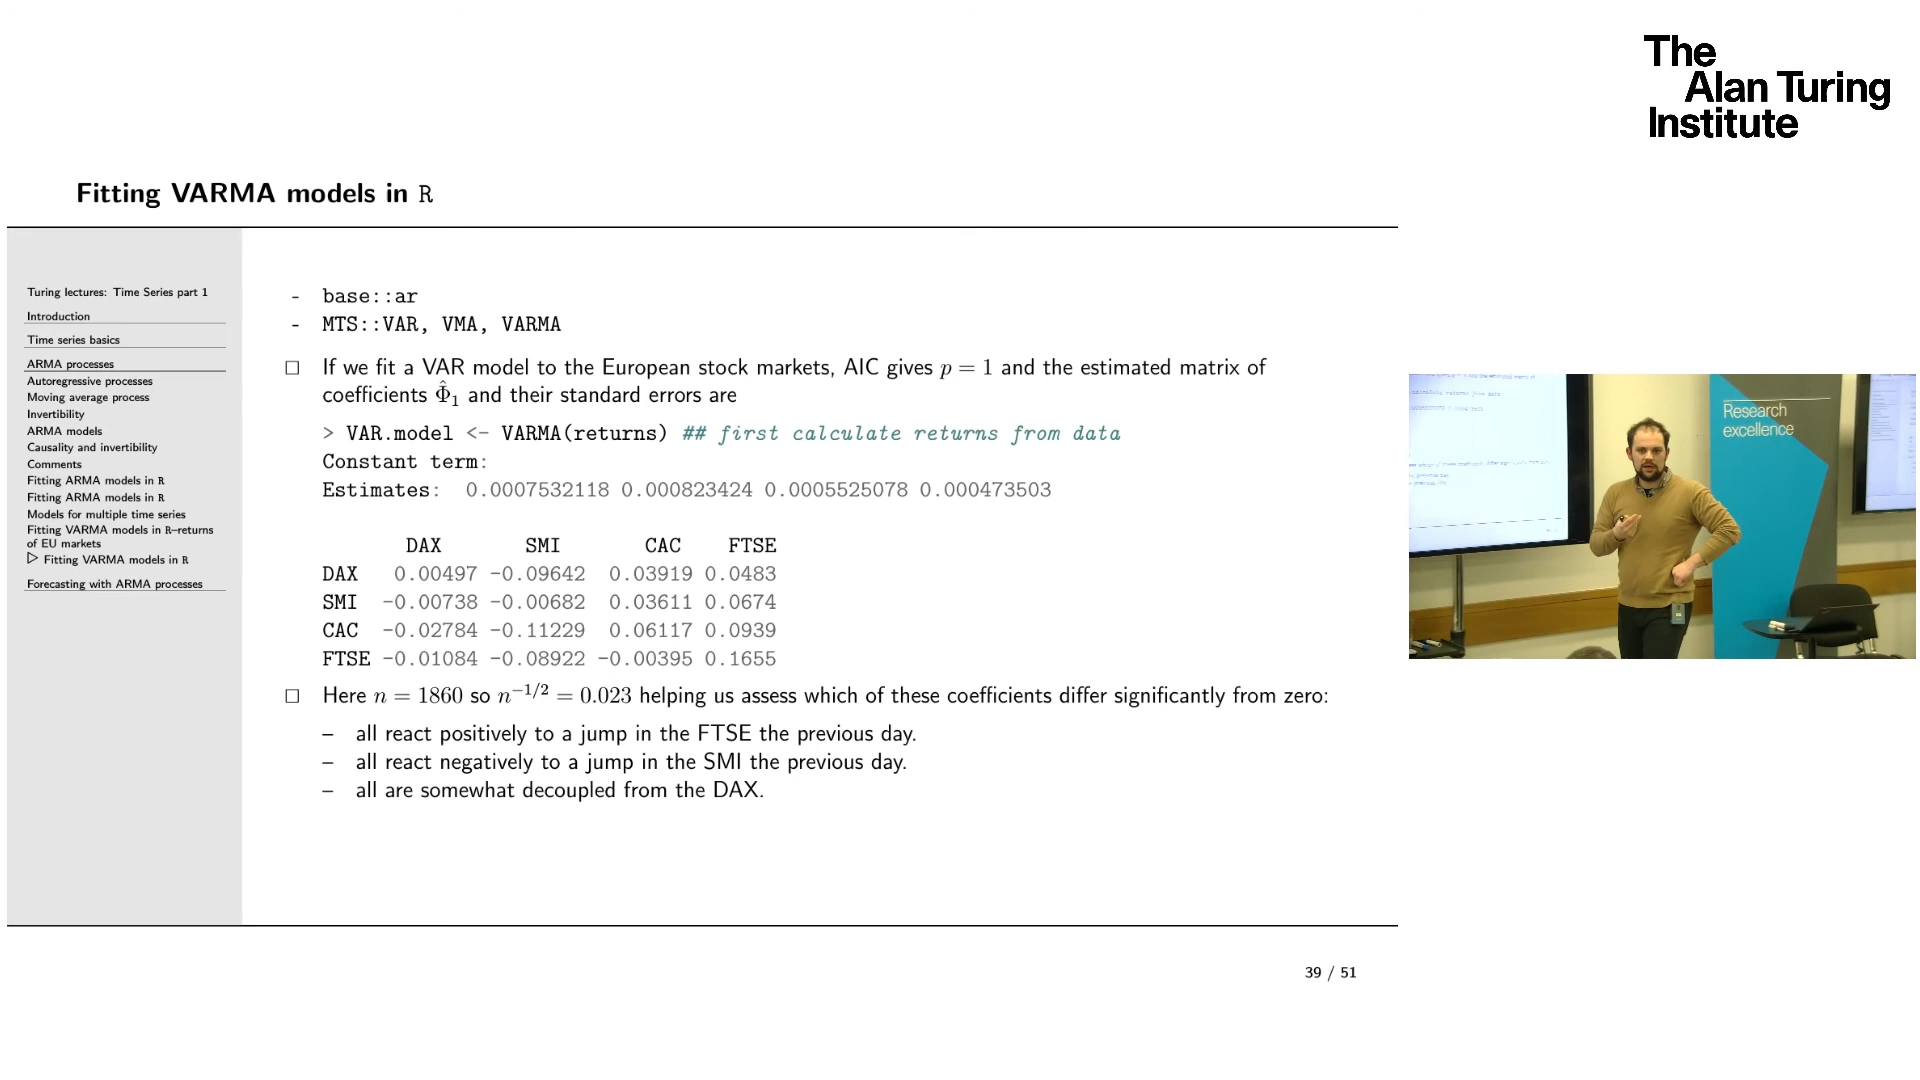 The
Alan Turing
Institute
Fitting VARMA models in R
Turing lectures: Time Series part 1
Introduction
Time series basics
ARMA processes
Autoregressive processes
Moving average process
Invertibility
ARMA models
Causality and invertibility
Comments
Fitting ARMA models in R
Fitting ARMA models in R
Models for multiple time series
Fitting VARMA models in R–returns
of EU markets
▷ Fitting VARMA models in R
Forecasting with ARMA processes
- base::ar
- MTS::VAR, VMA, VARMA
□ If we fit a VAR model to the European stock markets, AIC gives p = 1 and the estimated matrix of
coefficients Φ̂₁ and their standard errors are
> VAR.model <- VARMA(returns) ## first calculate returns from data
Constant term:
Estimates: 0.0007532118 0.000823424 0.0005525078 0.000473503
DAX SMI CAC FTSE
DAX 0.00497 -0.09642 0.03919 0.0483
SMI -0.00738 -0.00682 0.03611 0.0674
CAC -0.02784 -0.11229 0.06117 0.0939
FTSE -0.01084 -0.08922 -0.00395 0.1655
□ Here n = 1860 so n^{-1/2} = 0.023 helping us assess which of these coefficients differ significantly from zero:
– all react positively to a jump in the FTSE the previous day.
– all react negatively to a jump in the SMI the previous day.
– all are somewhat decoupled from the DAX.
39 / 51
Research
excellence